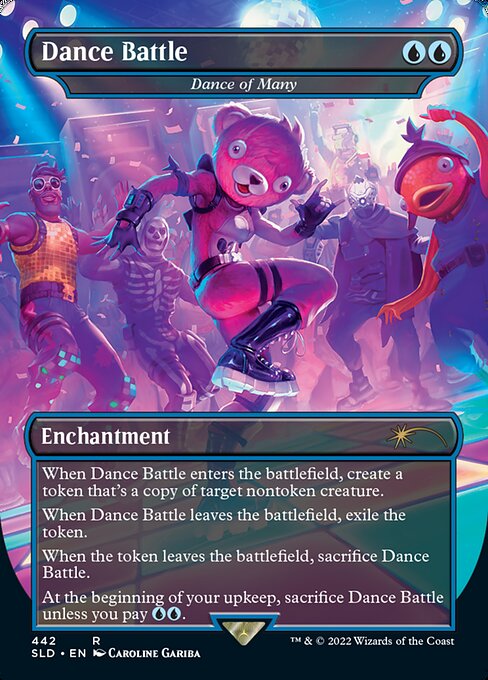 Dance Battle
Dance of Many
Enchantment
When Dance Battle enters the battlefield, create a
token that's a copy of target nontoken creature.
When Dance Battle leaves the battlefield, exile the
token.
When the token leaves the battlefield, sacrifice Dance
Battle.
At the beginning of your upkeep, sacrifice Dance Battle
unless you pay .
442 R
SLD • EN Caroline Gariba
™ & © 2022 Wizards of the Coast